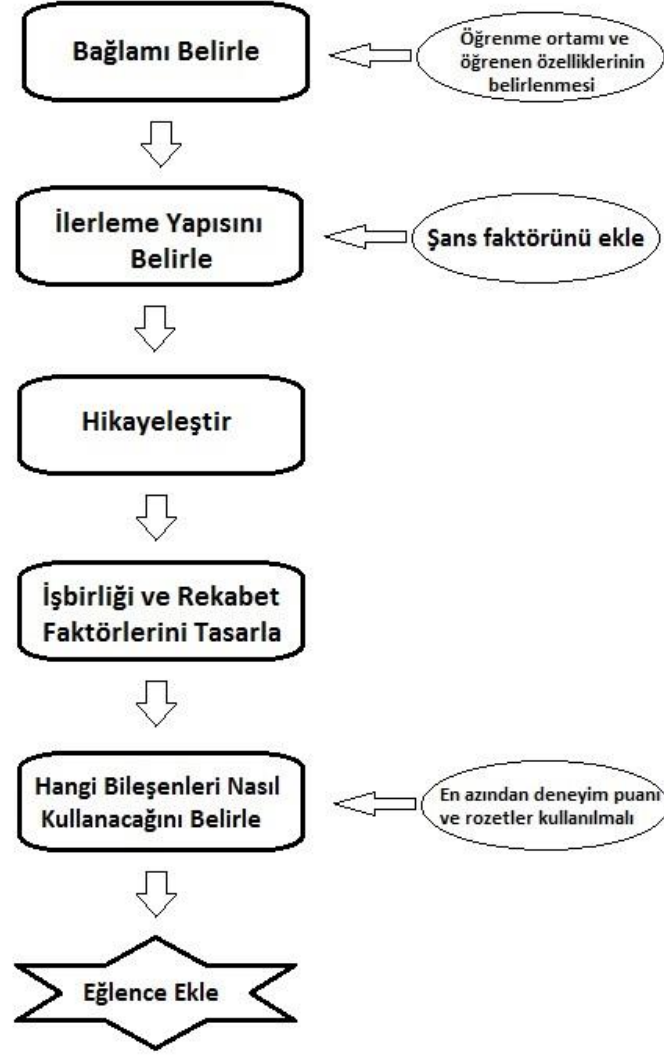 Bağlamı Belirle
Öğrenme ortamı ve
öğrenen özelliklerinin
belirlenmesi
İlerleme Yapısını
Belirle
Şans faktörünü ekle
Hikayeleştir
İşbirliği ve Rekabet
Faktörlerini Tasarla
Hangi Bileşenleri Nasıl
Kullanacağını Belirle
En azından deneyim puanı
ve rozetler kullanılmalı
Eğlence Ekle